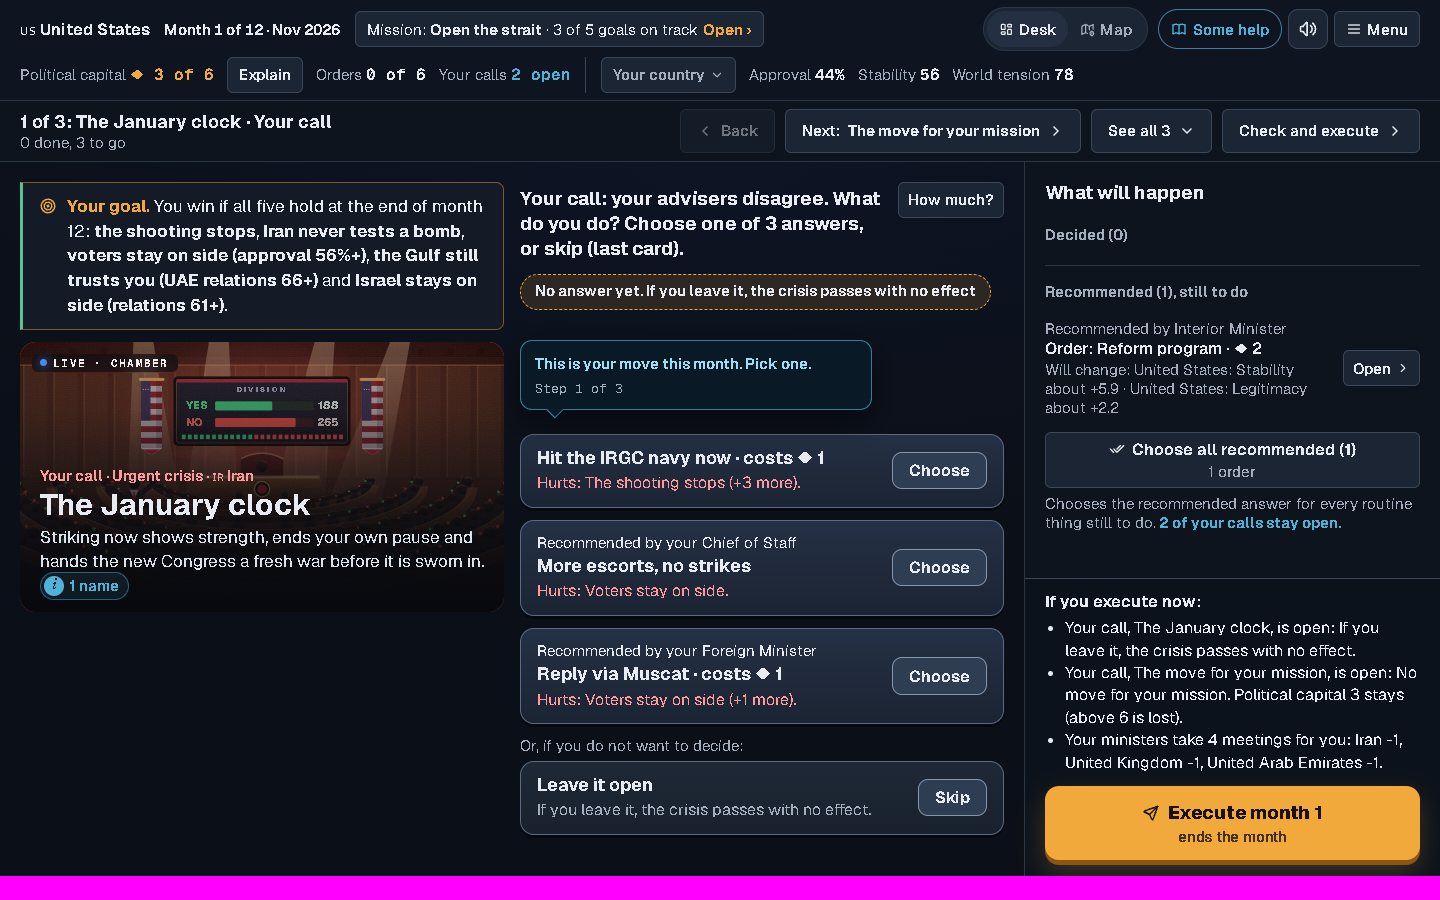 US United States Month 1 of 12 · Nov 2026 Mission: Open the strait · 3 of 5 goals on track Open › Desk Map Some help Menu
Political capital ◆ 3 of 6 Explain Orders 0 of 6 Your calls 2 open Your country Approval 44% Stability 56 World tension 78
1 of 3: The January clock · Your call
0 done, 3 to go
Back Next: The move for your mission See all 3 Check and execute
Your goal. You win if all five hold at the end of month
12: the shooting stops, Iran never tests a bomb,
voters stay on side (approval 56%+), the Gulf still
trusts you (UAE relations 66+) and Israel stays on
side (relations 61+).
LIVE · CHAMBER
DIVISION
YES 188
NO 265
Your call · Urgent crisis · IR Iran
The January clock
Striking now shows strength, ends your own pause and
hands the new Congress a fresh war before it is sworn in.
i 1 name
Your call: your advisers disagree. What
do you do? Choose one of 3 answers,
or skip (last card).
How much?
No answer yet. If you leave it, the crisis passes with no effect
This is your move this month. Pick one.
Step 1 of 3
Hit the IRGC navy now · costs ◆ 1
Hurts: The shooting stops (+3 more).
Choose
Recommended by your Chief of Staff
More escorts, no strikes
Hurts: Voters stay on side.
Choose
Recommended by your Foreign Minister
Reply via Muscat · costs ◆ 1
Hurts: Voters stay on side (+1 more).
Choose
Or, if you do not want to decide:
Leave it open
If you leave it, the crisis passes with no effect.
Skip
What will happen
Decided (0)
Recommended (1), still to do
Recommended by Interior Minister
Order: Reform program · ◆ 2
Will change: United States: Stability
about +5.9 · United States: Legitimacy
about +2.2
Open
Choose all recommended (1)
1 order
Chooses the recommended answer for every routine
thing still to do. 2 of your calls stay open.
If you execute now:
• Your call, The January clock, is open: If you
leave it, the crisis passes with no effect.
• Your call, The move for your mission, is open: No
move for your mission. Political capital 3 stays
(above 6 is lost).
• Your ministers take 4 meetings for you: Iran -1,
United Kingdom -1, United Arab Emirates -1.
Execute month 1
ends the month